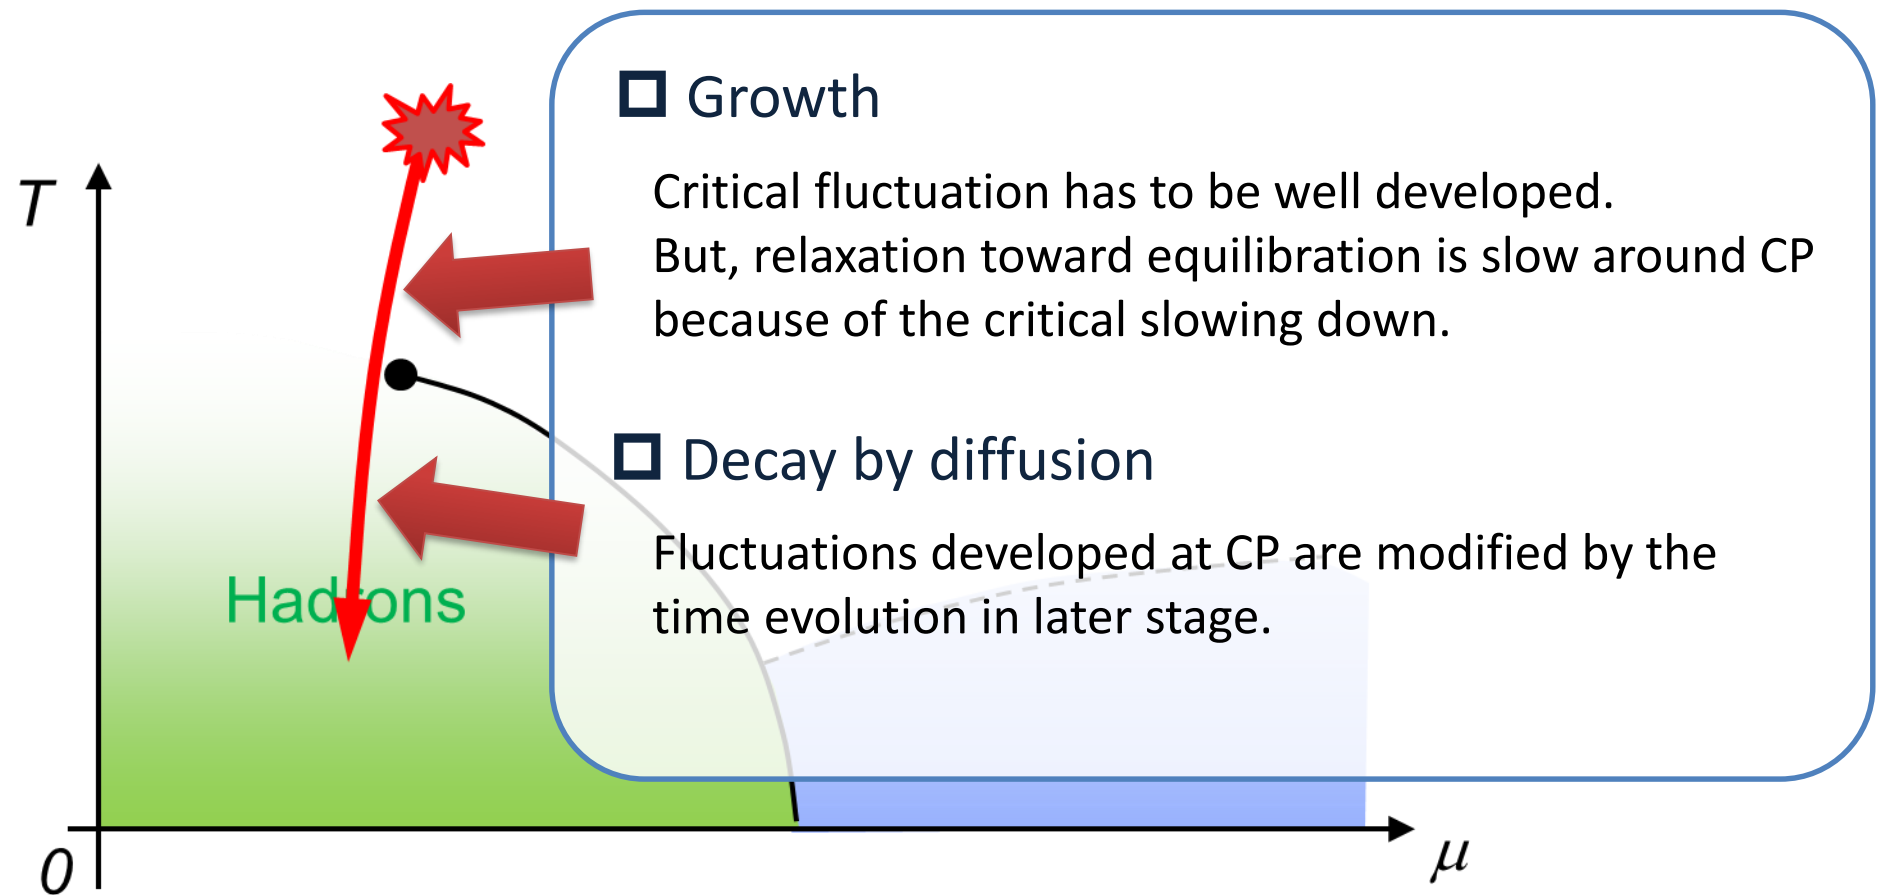 Growth
T
Critical fluctuation has to be well developed.
But, relaxation toward equilibration is slow around CP
because of the critical slowing down.
Decay by diffusion
Fluctuations developed at CP are modified by the
time evolution in later stage.
Hadrons
0
μ